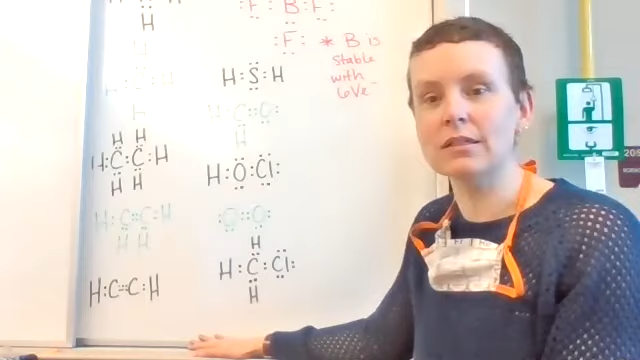 H
:F:B:F:
:F:
* B is
stable
with
6Ve⁻
H:S:H
H
H H
H:C:C:H
H H
H:O:Cl:
H:C::C:H
H H
:O::O:
H
H:C:Cl:
H
H:C:::C:H
205